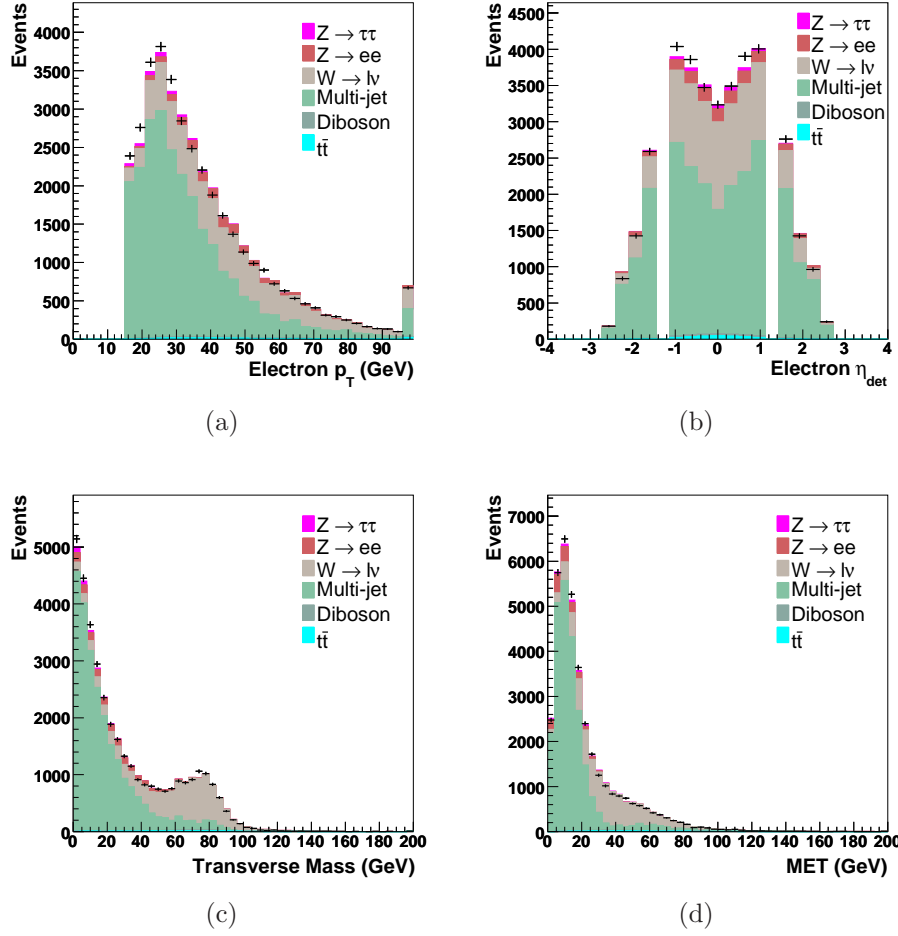 Events
4000
3500
3000
2500
2000
1500
1000
500
0
0 10 20 30 40 50 60 70 80 90
Electron p_T (GeV)
Z → ττ
Z → ee
W → lν
Multi-jet
Diboson
tt̄
(a)
Events
4500
4000
3500
3000
2500
2000
1500
1000
500
0
-4 -3 -2 -1 0 1 2 3 4
Electron η_det
Z → ττ
Z → ee
W → lν
Multi-jet
Diboson
tt̄
(b)
Events
5000
4000
3000
2000
1000
0
0 20 40 60 80 100 120 140 160 180 200
Transverse Mass (GeV)
Z → ττ
Z → ee
W → lν
Multi-jet
Diboson
tt̄
(c)
Events
7000
6000
5000
4000
3000
2000
1000
0
0 20 40 60 80 100 120 140 160 180 200
MET (GeV)
Z → ττ
Z → ee
W → lν
Multi-jet
Diboson
tt̄
(d)